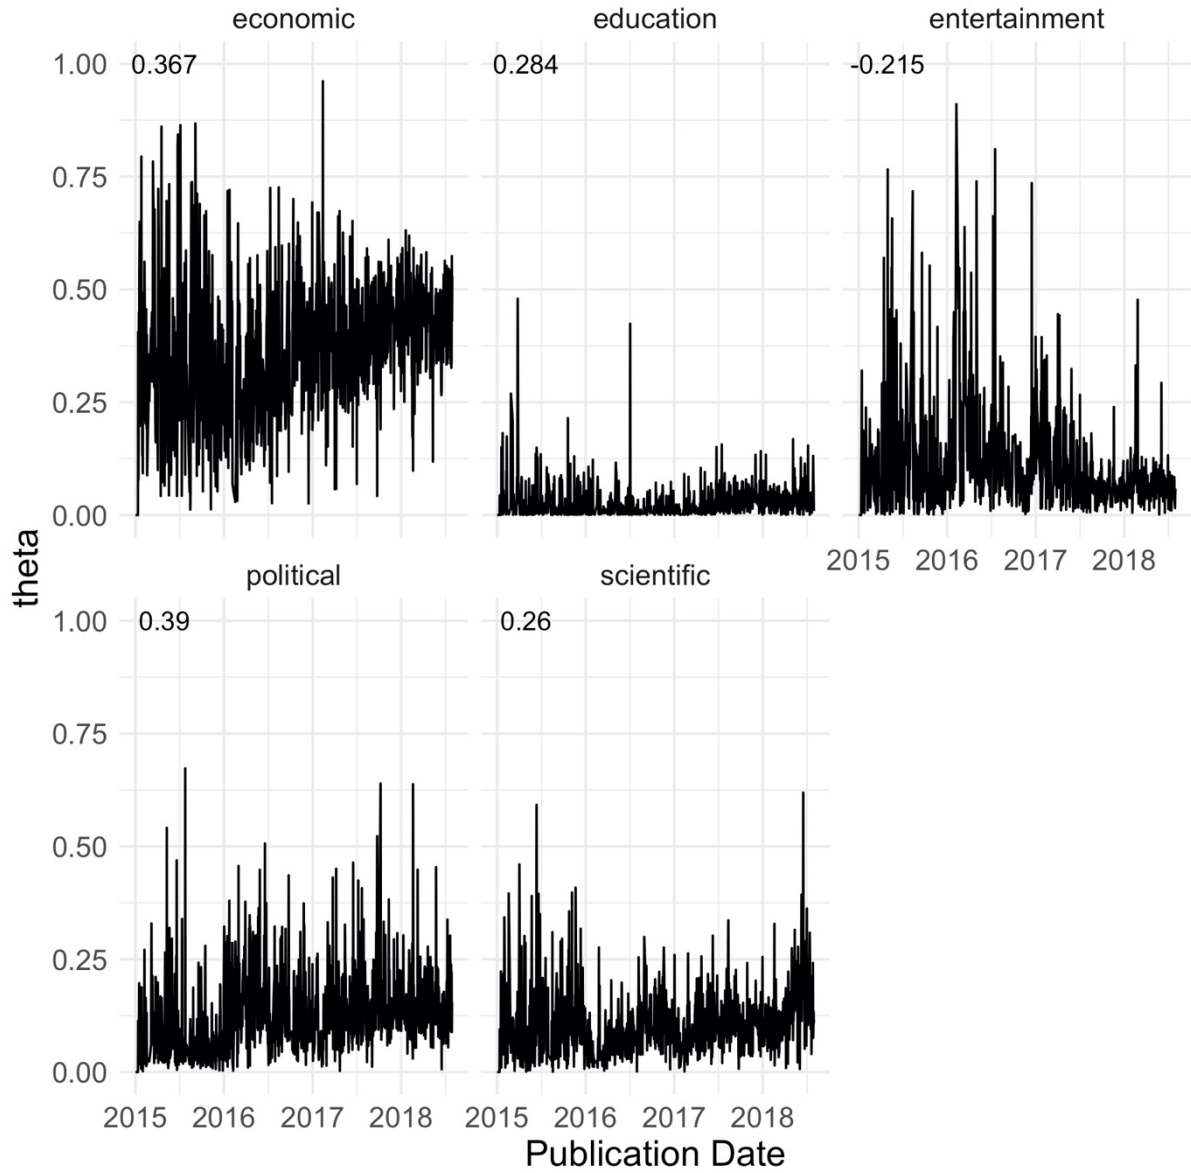 economic education entertainment
1.00 0.367 0.284 -0.215
0.75
0.50
0.25
0.00
2015 2016 2017 2018
political scientific
theta
1.00 0.39 0.26
0.75
0.50
0.25
0.00
2015 2016 2017 2018 2015 2016 2017 2018
Publication Date